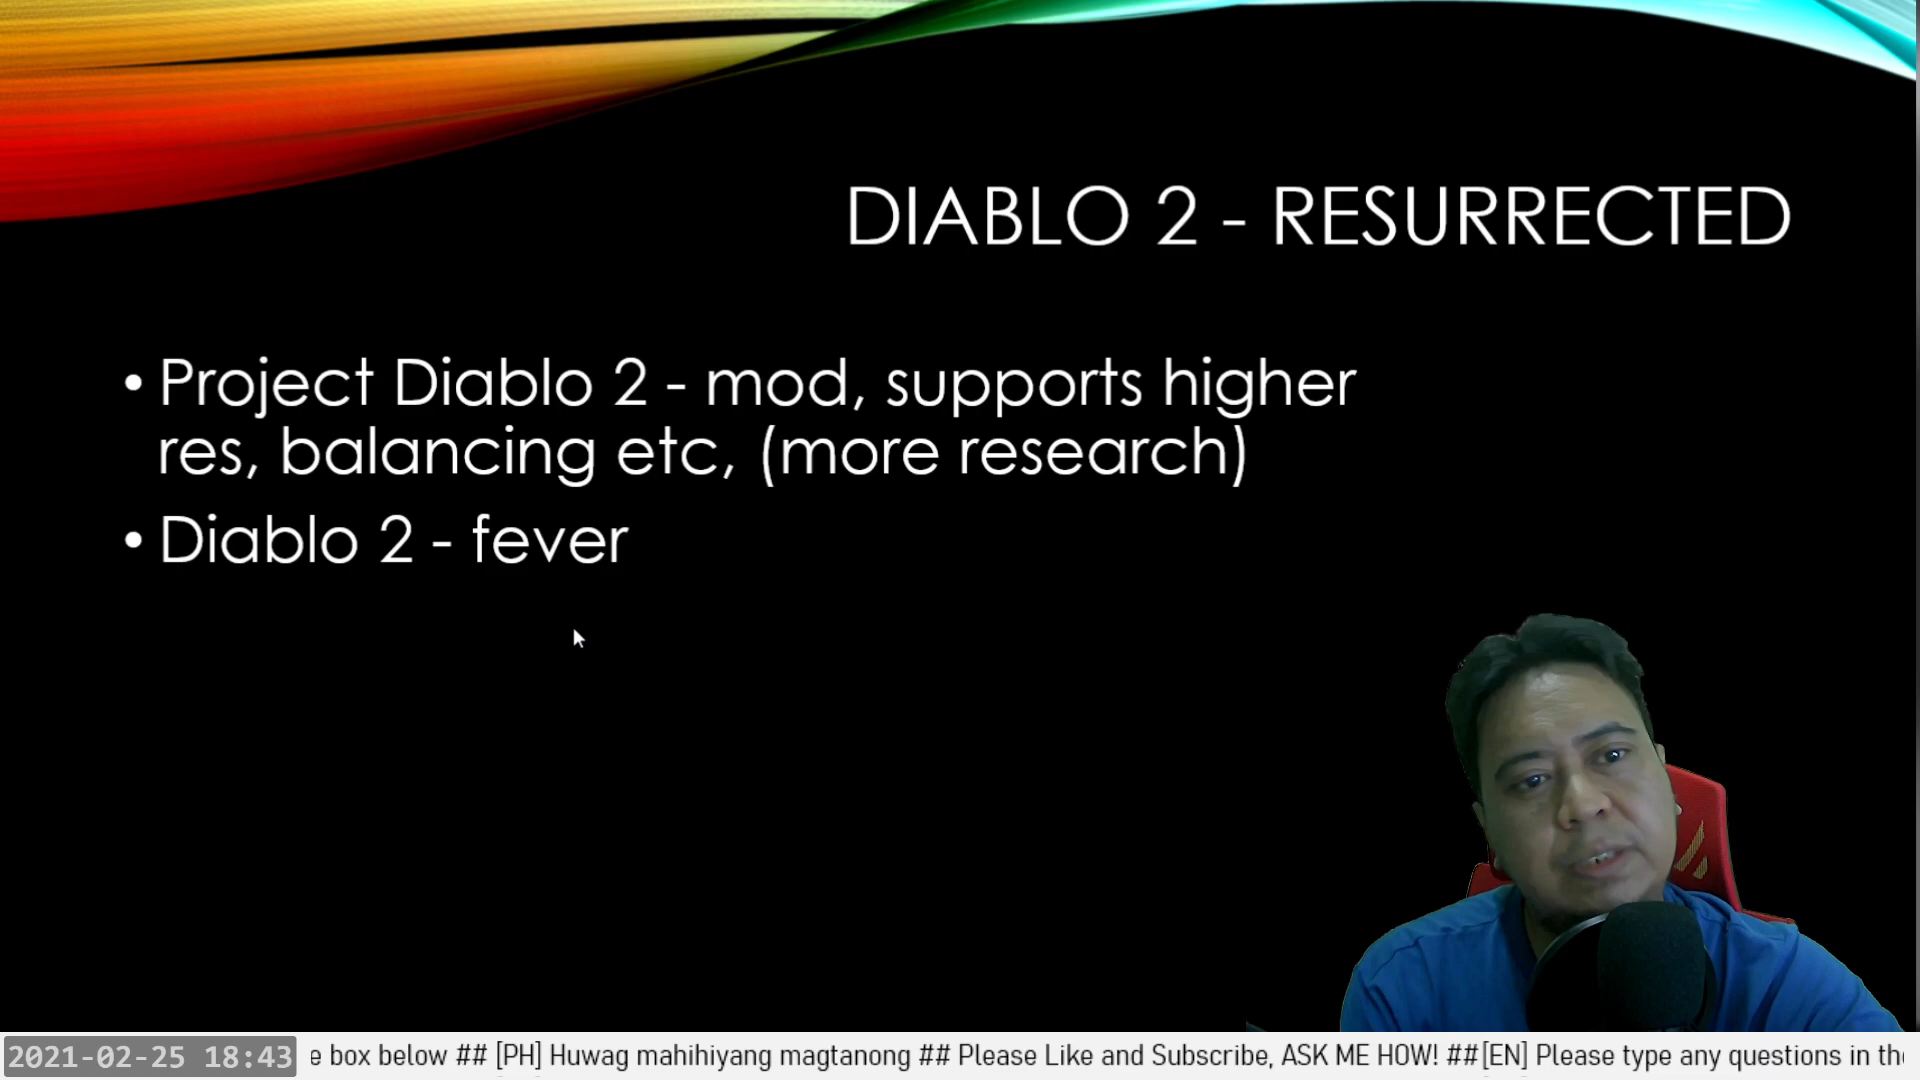 DIABLO 2 - RESURRECTED
• Project Diablo 2 - mod, supports higher
res, balancing etc, (more research)
• Diablo 2 - fever
2021-02-25 18:43 e box below ## [PH] Huwag mahihiyang magtanong ## Please Like and Subscribe, ASK ME HOW! ##[EN] Please type any questions in the